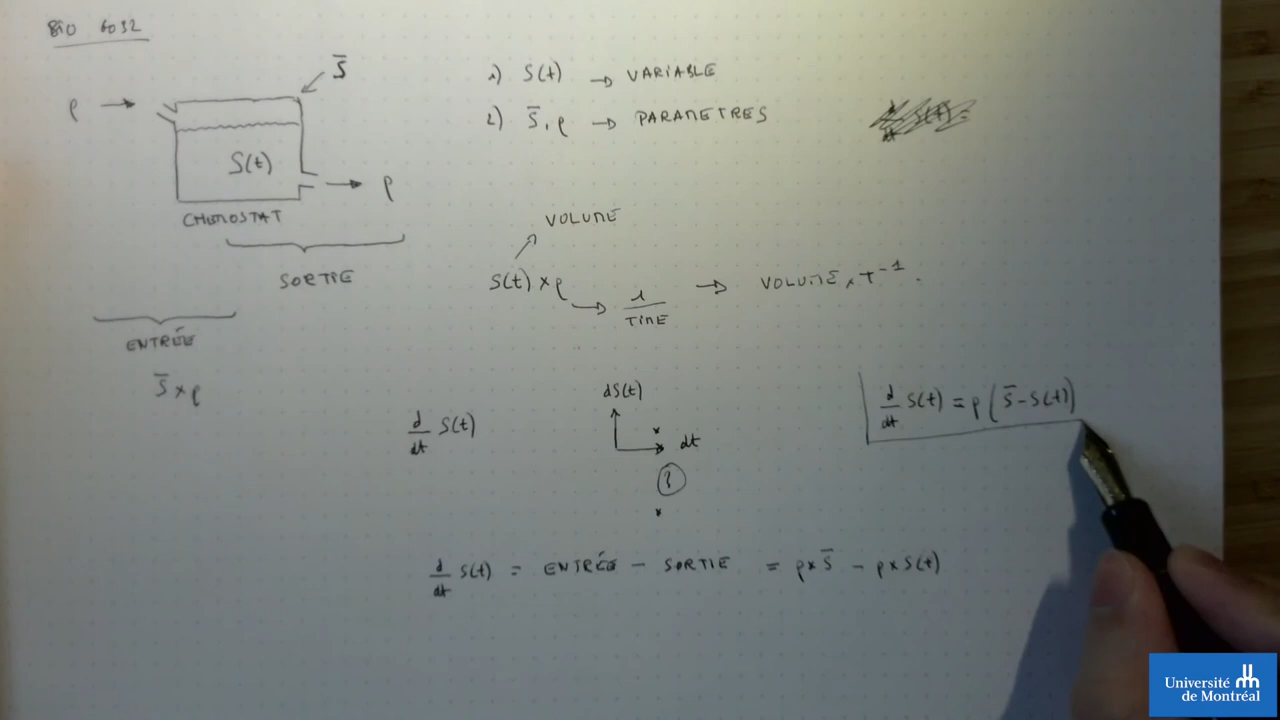 BIO 6032
S̄
ρ →
S(t)
→ ρ
CHEMOSTAT
SORTIE
ENTRÉE
S̄ × ρ
1) S(t) → VARIABLE
2) S̄, ρ → PARAMETRES
VOLUME
S(t) × ρ → 1/TIME → VOLUME × T⁻¹.
d/dt S(t)
dS(t)
dt
?
d/dt S(t) = ρ(S̄ - S(t))
d/dt S(t) = ENTRÉE - SORTIE = ρ × S̄ - ρ × S(t)
Université
de Montréal